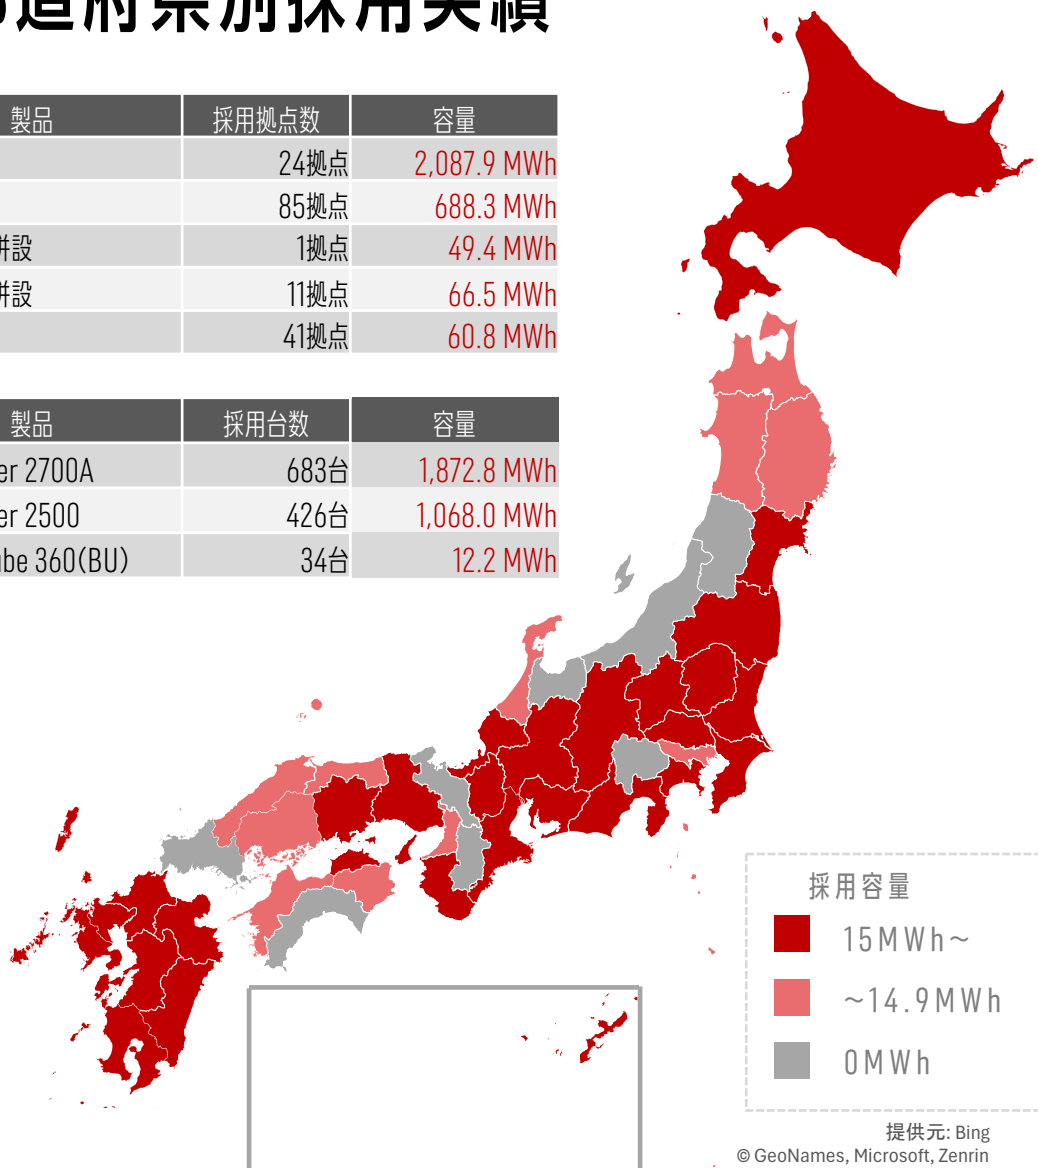 道府県別採用実績
製品 採用拠点数 容量
24拠点 2,087.9 MWh
85拠点 688.3 MWh
併設 1拠点 49.4 MWh
併設 11拠点 66.5 MWh
41拠点 60.8 MWh
製品 採用台数 容量
er 2700A 683台 1,872.8 MWh
er 2500 426台 1,068.0 MWh
ube 360(BU) 34台 12.2 MWh
採用容量
15MWh~
~14.9MWh
0MWh
提供元: Bing
© GeoNames, Microsoft, Zenrin